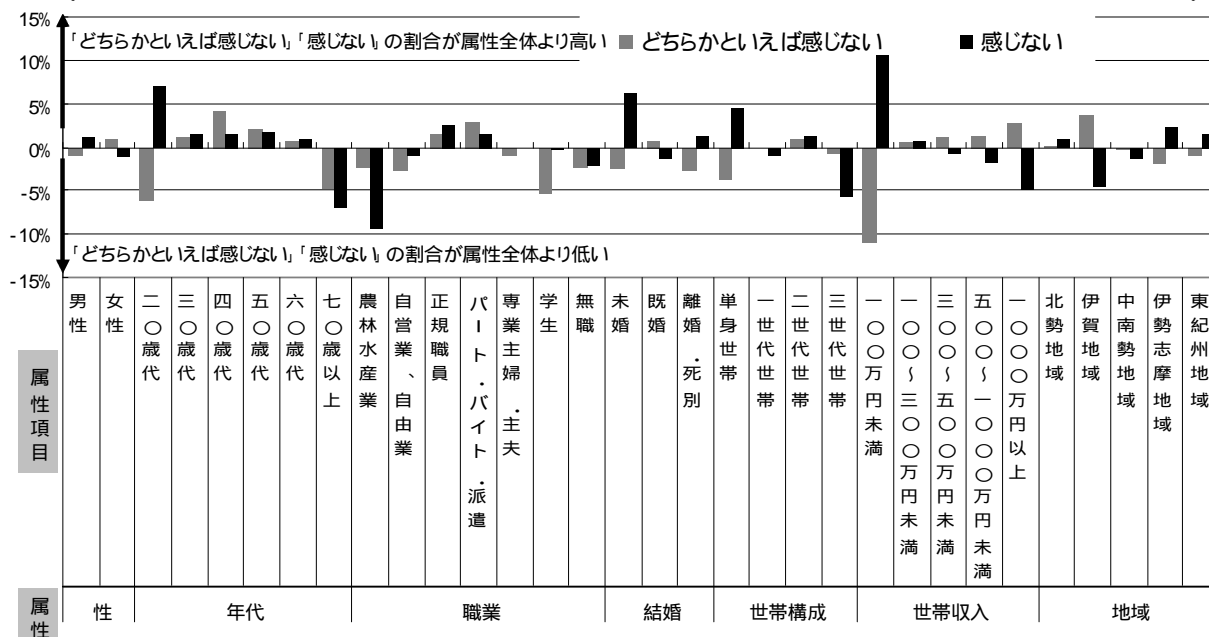 15%
「どちらかといえば感じない」「感じない」の割合が属性全体より高い
どちらかといえば感じない
感じない
10%
5%
0%
-5%
-10%
「どちらかといえば感じない」「感じない」の割合が属性全体より低い
-15%
属性項目
男性
女性
二〇歳代
三〇歳代
四〇歳代
五〇歳代
六〇歳代
七〇歳以上
農林水産業
自営業、自由業
正規職員
パート・バイト・派遣
専業主婦・主夫
学生
無職
未婚
既婚
離婚・死別
単身世帯
一世代世帯
二世代世帯
三世代世帯
一〇〇万円未満
一〇〇~三〇〇万円未満
三〇〇~五〇〇万円未満
五〇〇~一〇〇〇万円未満
一〇〇〇万円以上
北勢地域
伊賀地域
中南勢地域
伊勢志摩地域
東紀州地域
属性
性
年代
職業
結婚
世帯構成
世帯収入
地域